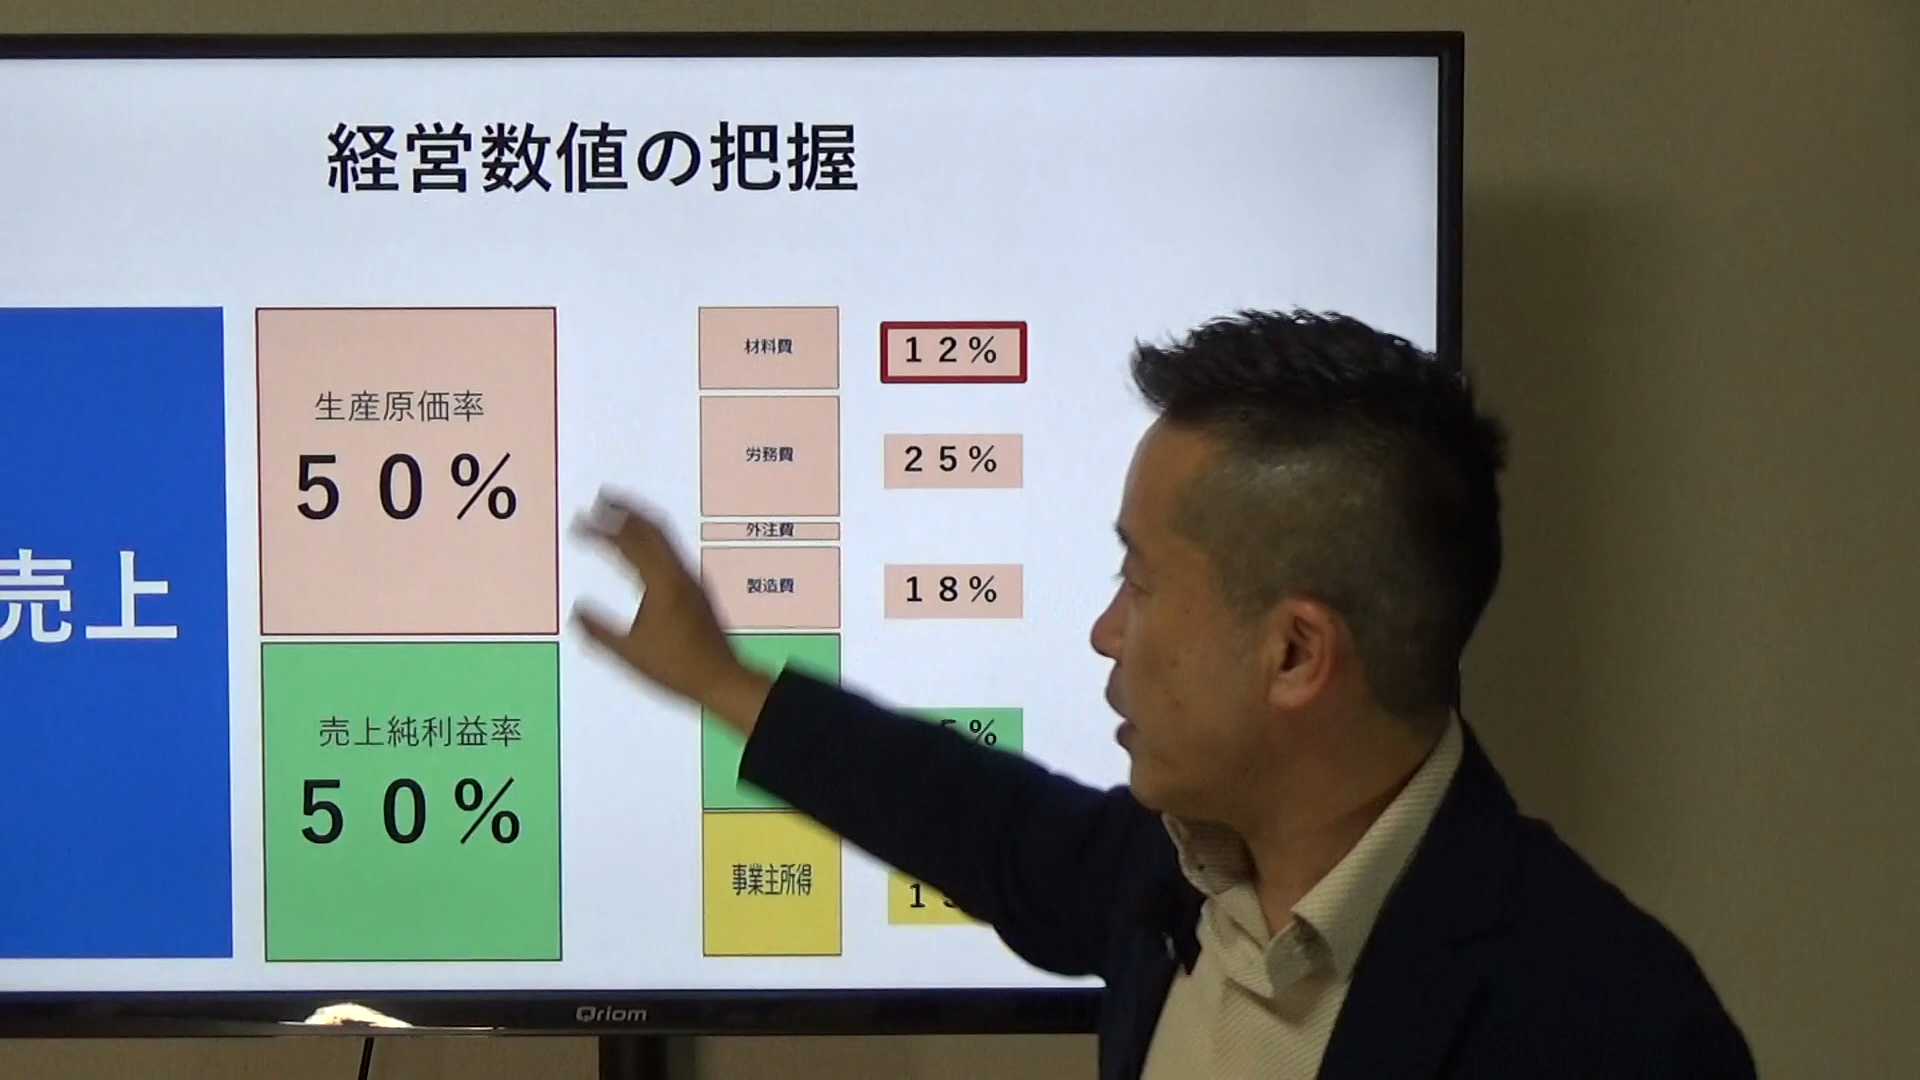 経営数値の把握
売上
生産原価率
50%
売上純利益率
50%
材料費
12%
労務費
25%
外注費
製造費
18%
5%
事業主所得
1
Qriom